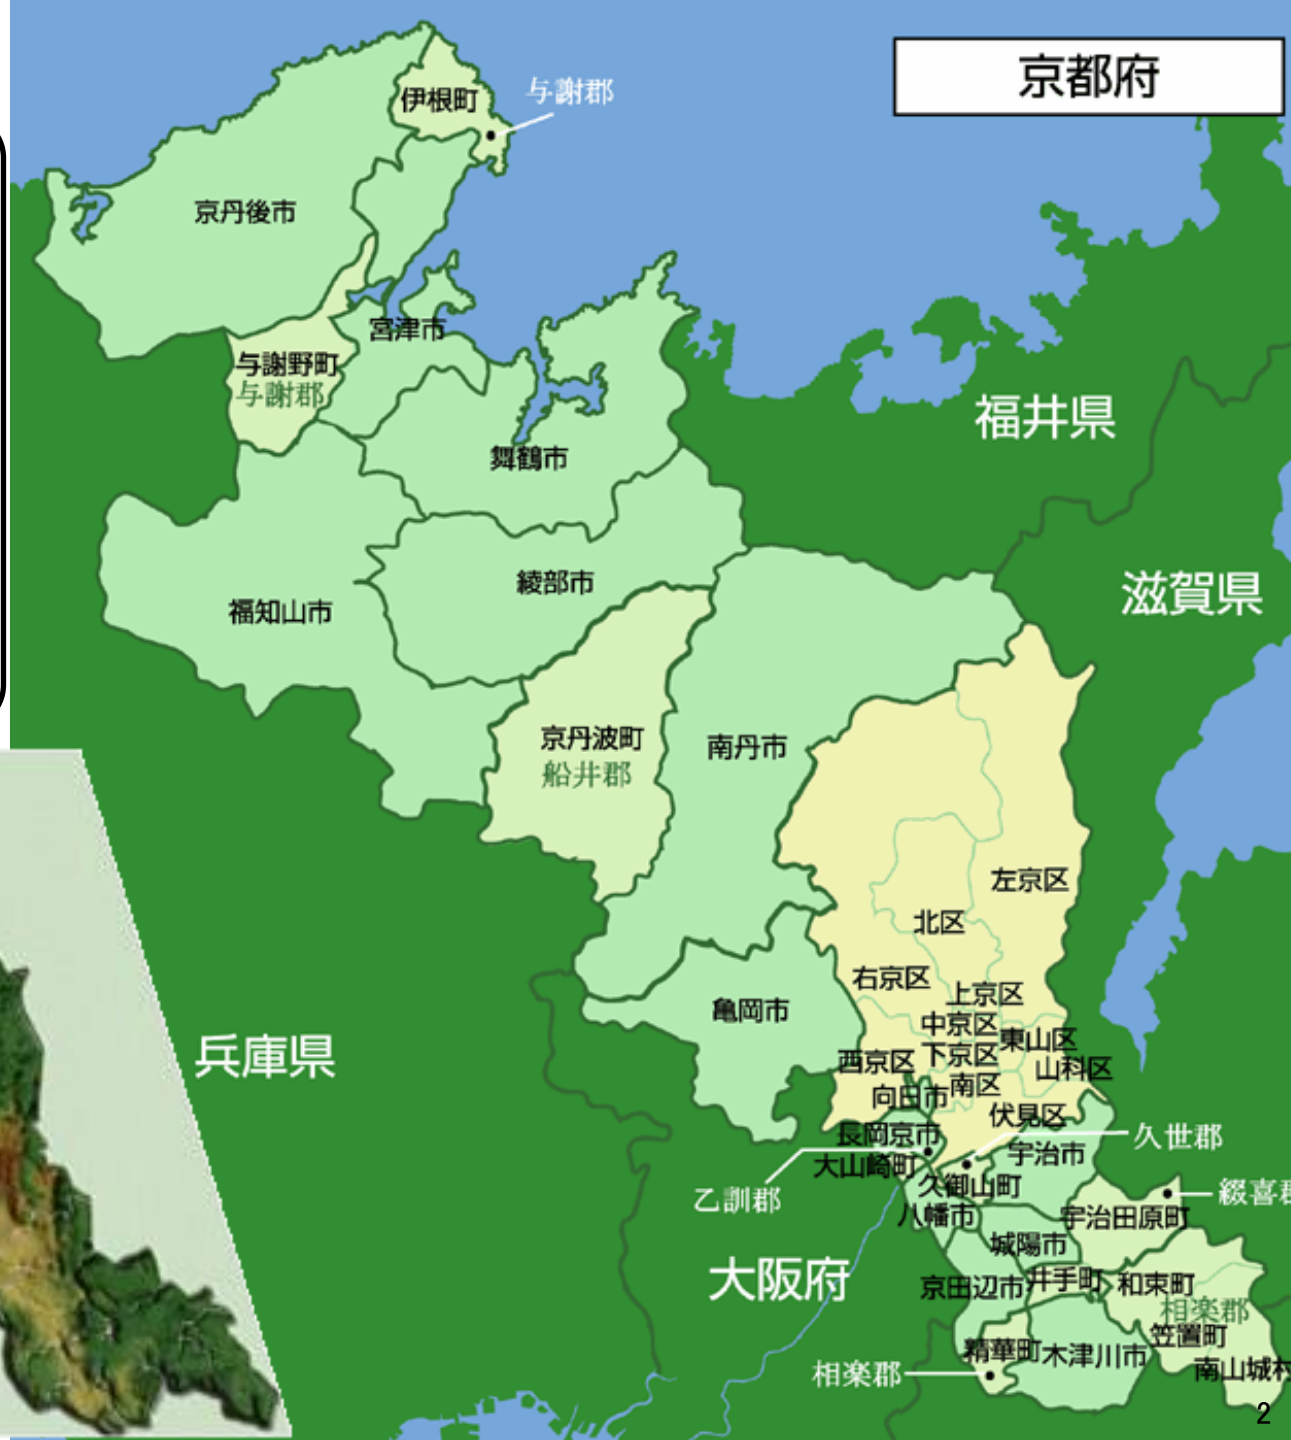 京都府
伊根町
与謝郡
京丹後市
宮津市
与謝野町
与謝郡
福井県
舞鶴市
綾部市
滋賀県
福知山市
京丹波町
船井郡
南丹市
左京区
北区
右京区
上京区
亀岡市
中京区
東山区
兵庫県
西京区
下京区
山科区
向日市
南区
伏見区
長岡京市
久世郡
宇治市
大山崎町
久御山町
乙訓郡
綴喜
八幡市
宇治田原町
城陽市
大阪府
京田辺市
井手町
和束町
相楽郡
笠置町
精華町
木津川市
南山城村
相楽郡
2